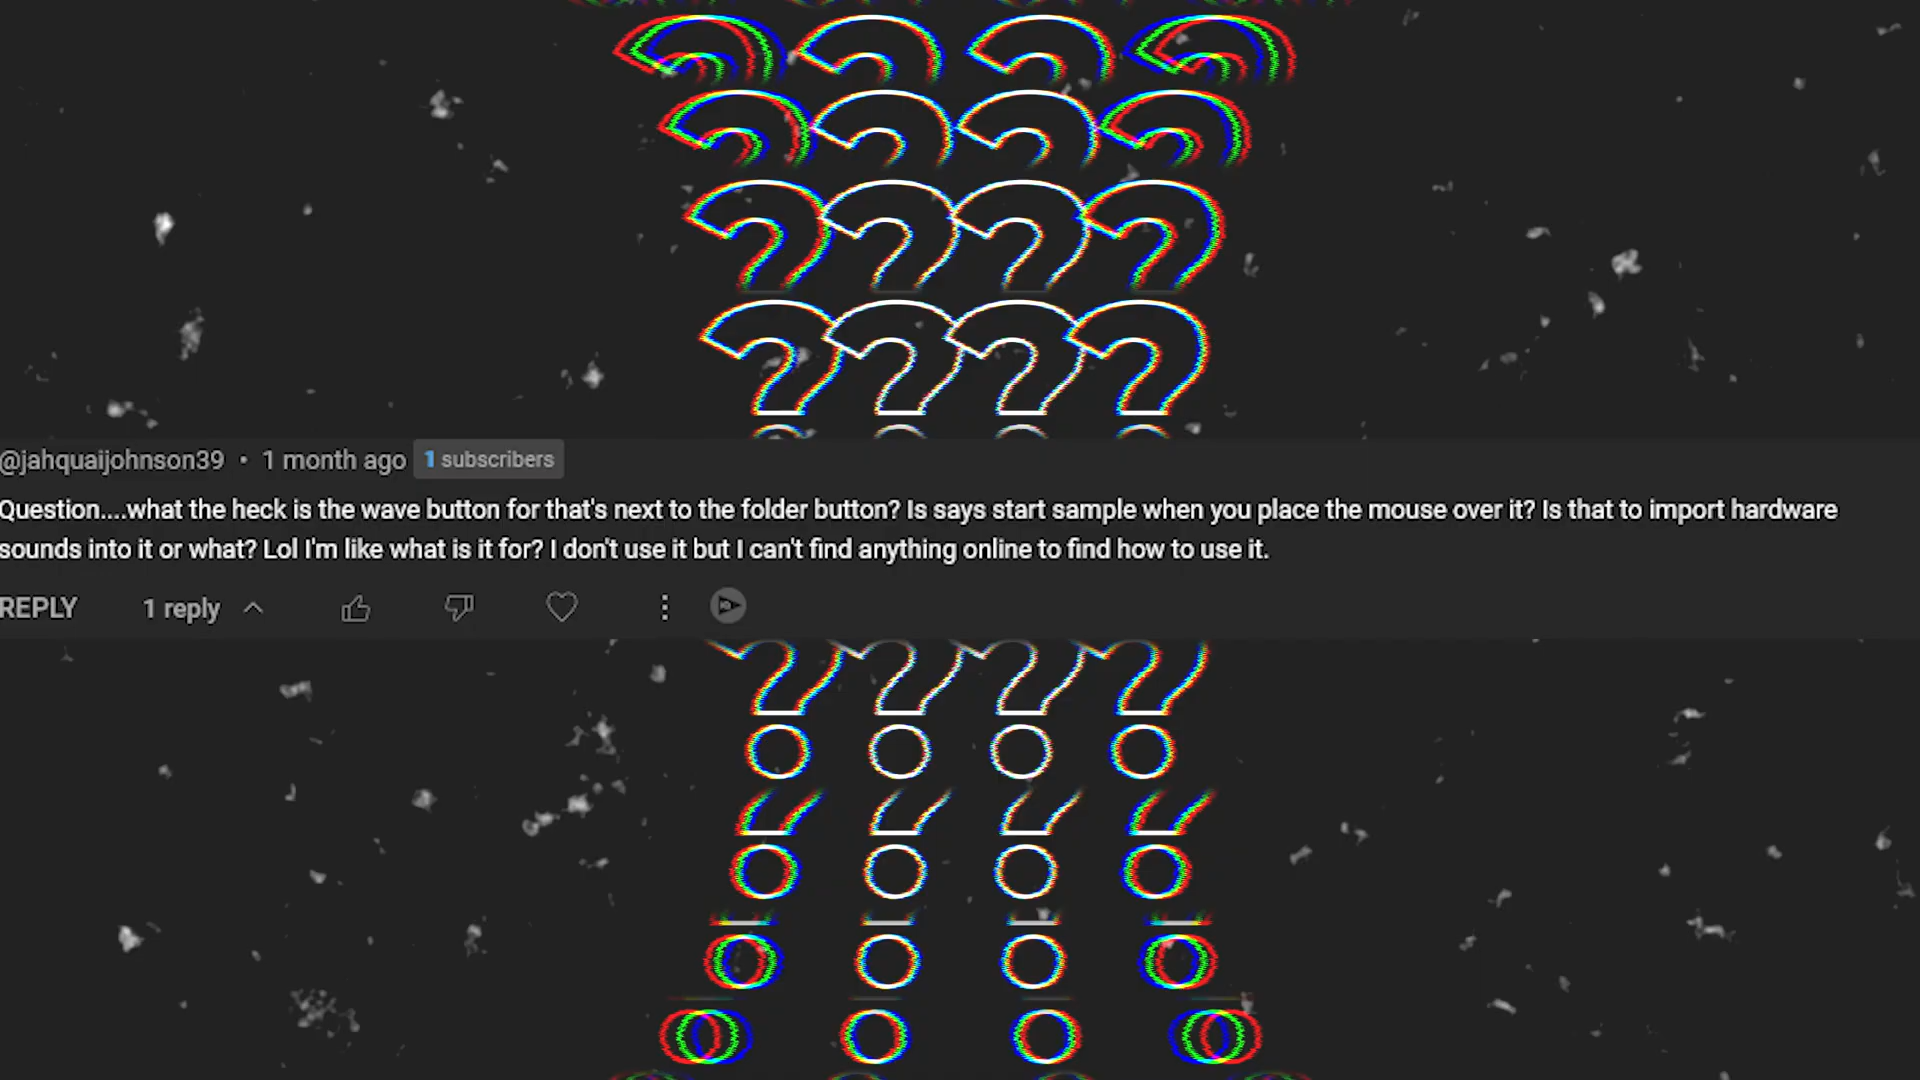 ? ? ? ?
? ? ? ?
? ? ? ?
? ? ? ?
@jahquaijohnson39 • 1 month ago 1 subscribers
Question....what the heck is the wave button for that's next to the folder button? Is says start sample when you place the mouse over it? Is that to import hardware
sounds into it or what? Lol I'm like what is it for? I don't use it but I can't find anything online to find how to use it.
REPLY 1 reply
? ? ? ?